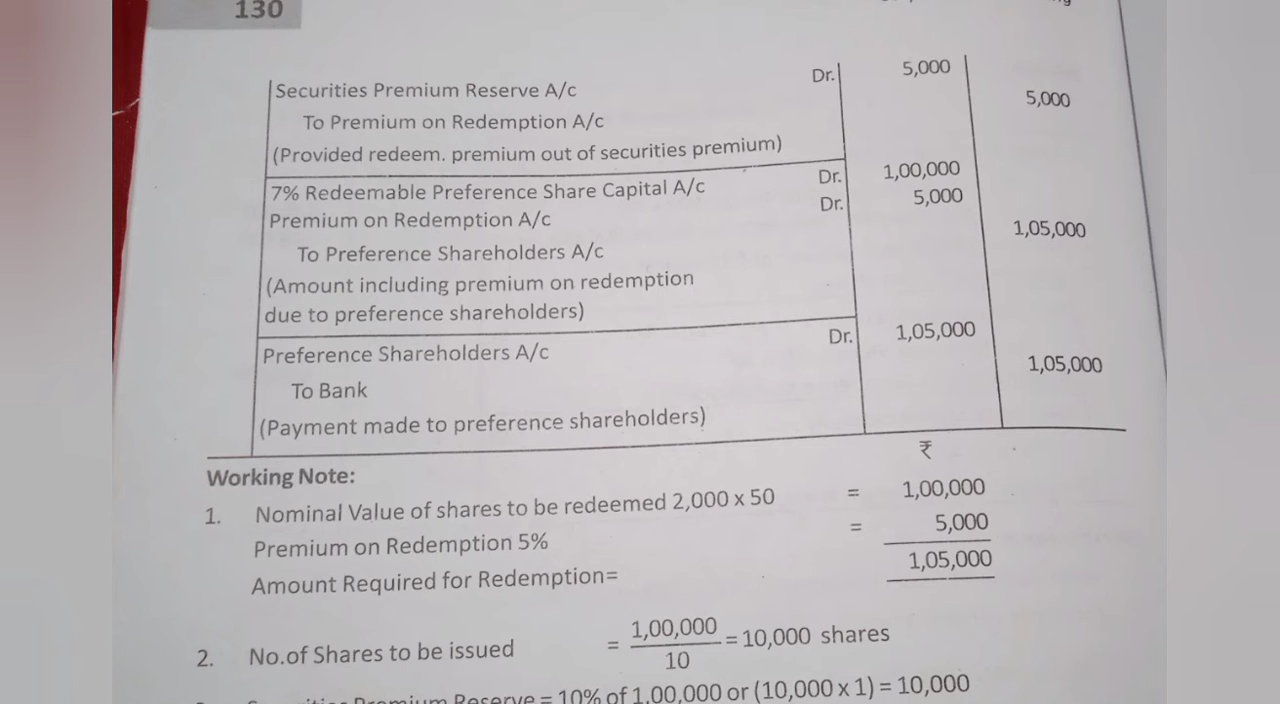 130
Securities Premium Reserve A/c Dr. 5,000
To Premium on Redemption A/c 5,000
(Provided redeem. premium out of securities premium)
7% Redeemable Preference Share Capital A/c Dr. 1,00,000
Premium on Redemption A/c Dr. 5,000
To Preference Shareholders A/c 1,05,000
(Amount including premium on redemption
due to preference shareholders)
Preference Shareholders A/c Dr. 1,05,000
To Bank 1,05,000
(Payment made to preference shareholders)
₹
Working Note:
1. Nominal Value of shares to be redeemed 2,000 x 50 = 1,00,000
Premium on Redemption 5% = 5,000
Amount Required for Redemption= 1,05,000
2. No.of Shares to be issued = 1,00,000 / 10 = 10,000 shares
Premium Reserve = 10% of 1,00,000 or (10,000 x 1) = 10,000